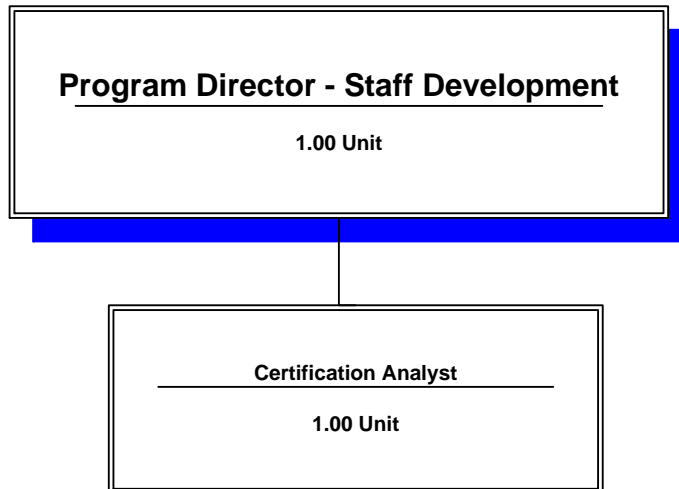 Program Director - Staff Development
1.00 Unit
Certification Analyst
1.00 Unit